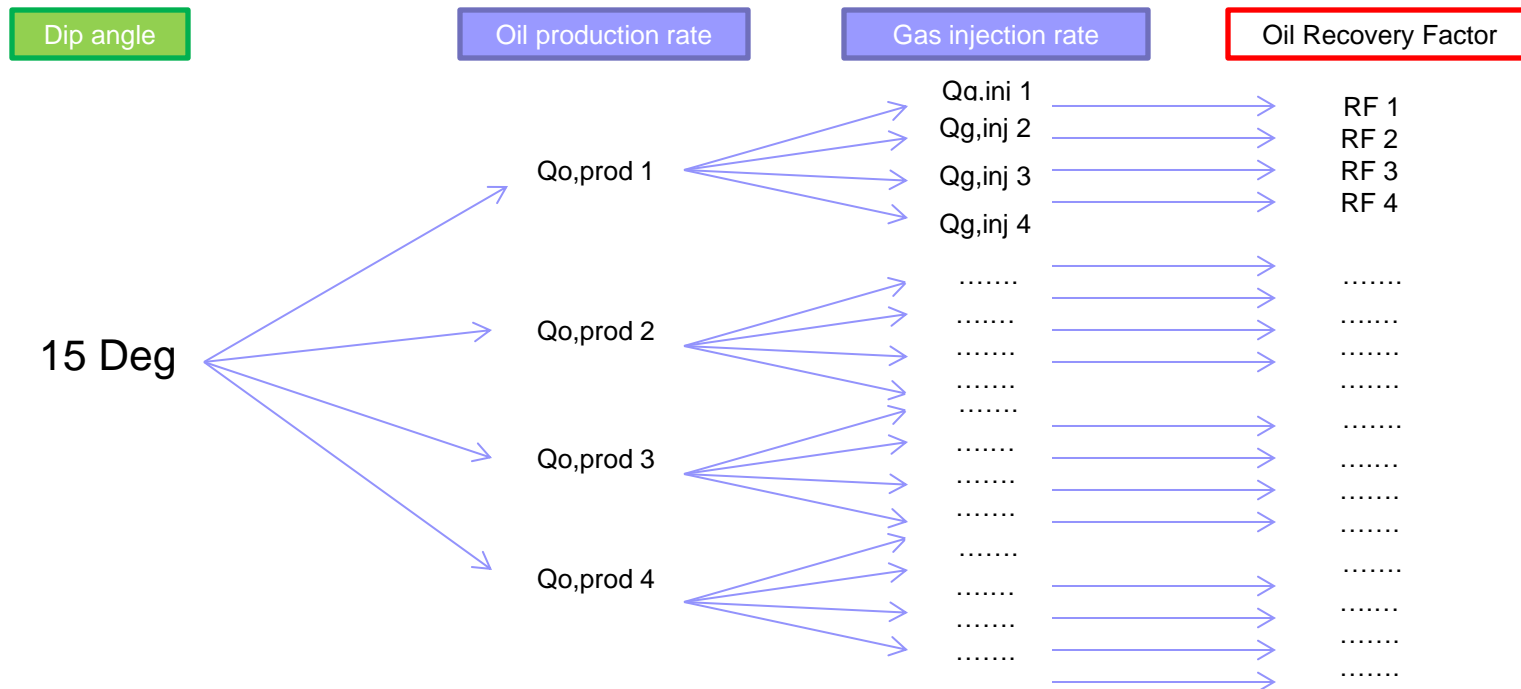 Dip angle
Oil production rate
Gas injection rate
Oil Recovery Factor
15 Deg
Qo,prod 1
Qo,prod 2
Qo,prod 3
Qo,prod 4
Qg,inj 1
Qg,inj 2
Qg,inj 3
Qg,inj 4
…….
…….
…….
…….
…….
…….
…….
…….
…….
…….
…….
…….
RF 1
RF 2
RF 3
RF 4
…….
…….
…….
…….
…….
…….
…….
…….
…….
…….
…….
…….